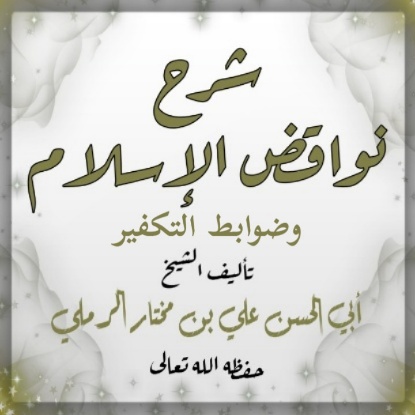 شرح
نواقض الإسلام
وضوابط التكفير
تأليف الشيخ
أبي الحسن علي بن مختار الرملي
حفظه الله تعالى